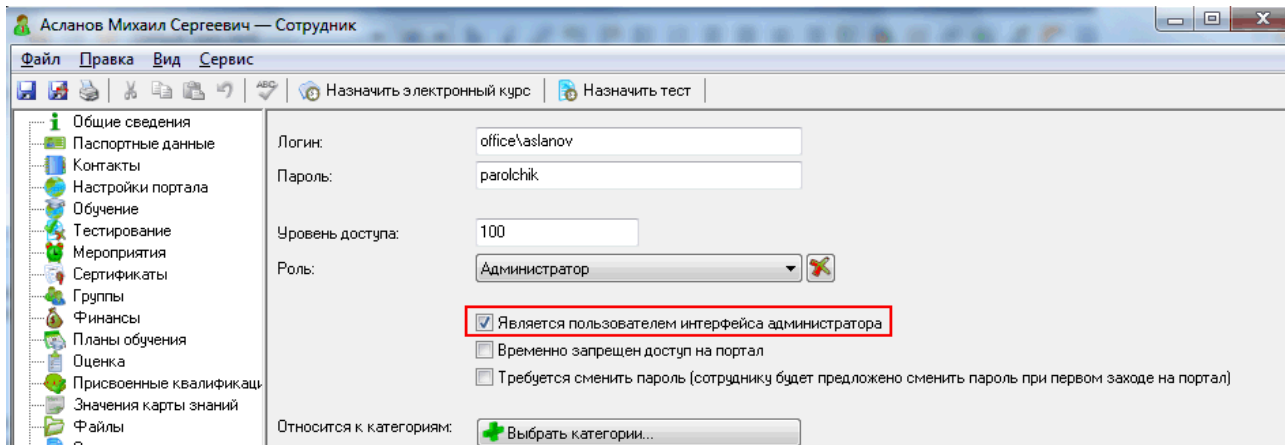 Асланов Михаил Сергеевич — Сотрудник
Файл Правка Вид Сервис
ABC Назначить электронный курс Назначить тест
Общие сведения
Паспортные данные
Контакты
Настройки портала
Обучение
Тестирование
Мероприятия
Сертификаты
Группы
Финансы
Планы обучения
Оценка
Присвоенные квалификаци
Значения карты знаний
Файлы
Логин: office\aslanov
Пароль: parolchik
Уровень доступа: 100
Роль: Администратор
Является пользователем интерфейса администратора
Временно запрещен доступ на портал
Требуется сменить пароль (сотруднику будет предложено сменить пароль при первом заходе на портал)
Относится к категориям: Выбрать категории...